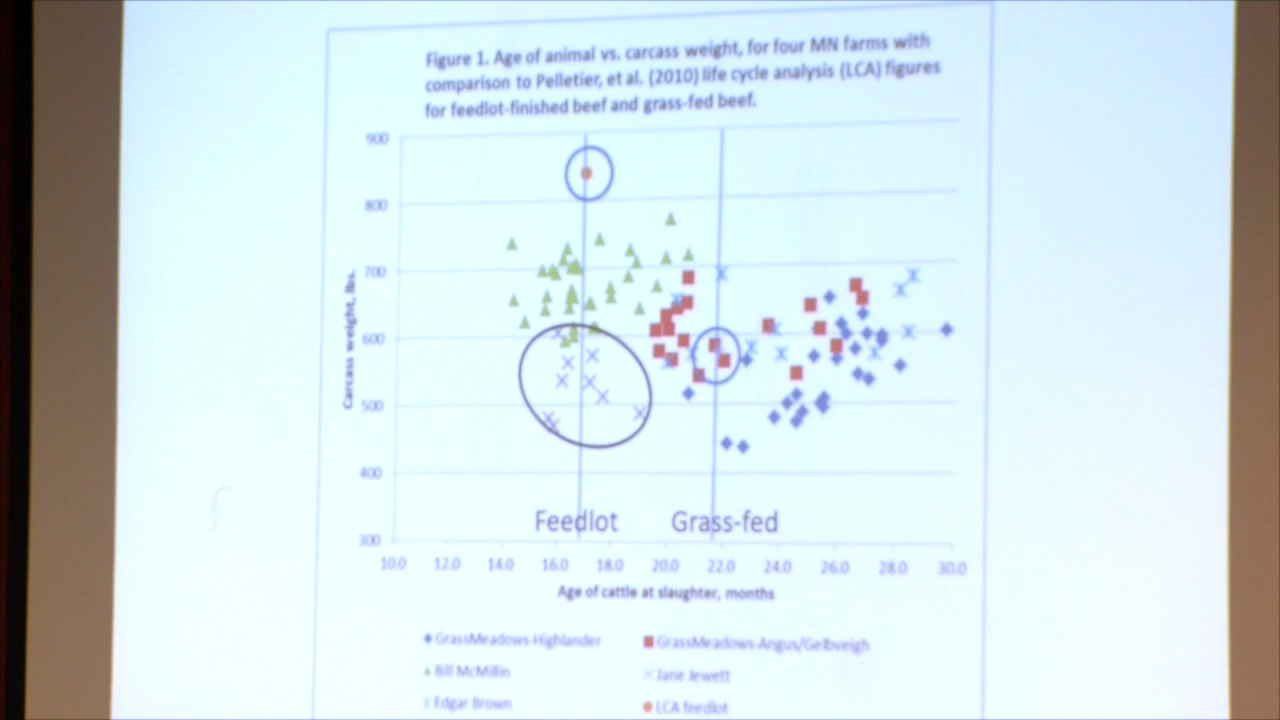 Figure 1. Age of animal vs. carcass weight, for four MN farms with
comparison to Pelletier, et al. (2010) life cycle analysis (LCA) figures
for feedlot-finished beef and grass-fed beef.
900
800
700
600
500
400
300
Carcass weight, lbs.
Feedlot Grass-fed
10.0 12.0 14.0 16.0 18.0 20.0 22.0 24.0 26.0 28.0 30.0
Age of cattle at slaughter, months
GrassMeadows-Highlander GrassMeadows-Angus/Gelbveigh
Bill McMillin Jane Jewett
Edgar Brown LCA feedlot